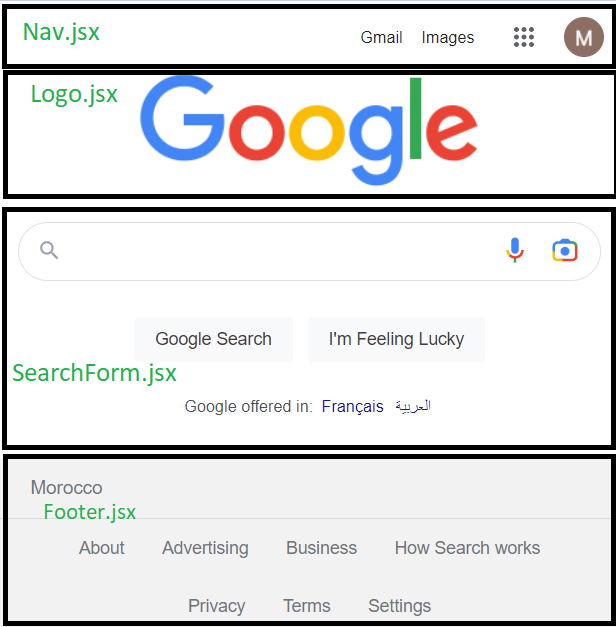 Nav.jsx
Gmail Images M
Logo.jsx
Google
Google Search I'm Feeling Lucky
SearchForm.jsx
Google offered in: Français العربية
Morocco
Footer.jsx
About Advertising Business How Search works
Privacy Terms Settings